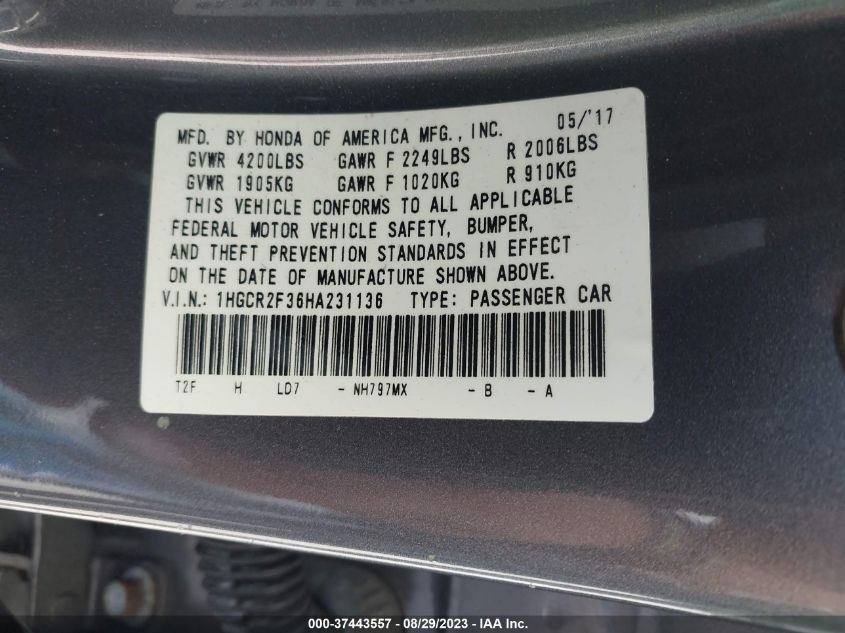 MFD. BY HONDA OF AMERICA MFG., INC. 05/'17
GVWR 4200LBS GAWR F 2249LBS R 2006LBS
GVWR 1905KG GAWR F 1020KG R 910KG
THIS VEHICLE CONFORMS TO ALL APPLICABLE
FEDERAL MOTOR VEHICLE SAFETY, BUMPER,
AND THEFT PREVENTION STANDARDS IN EFFECT
ON THE DATE OF MANUFACTURE SHOWN ABOVE.
V.I.N.: 1HGCR2F36HA231136 TYPE: PASSENGER CAR
T2F H LD7 - NH797MX - B - A
000-37443557 - 08/29/2023 - IAA Inc.